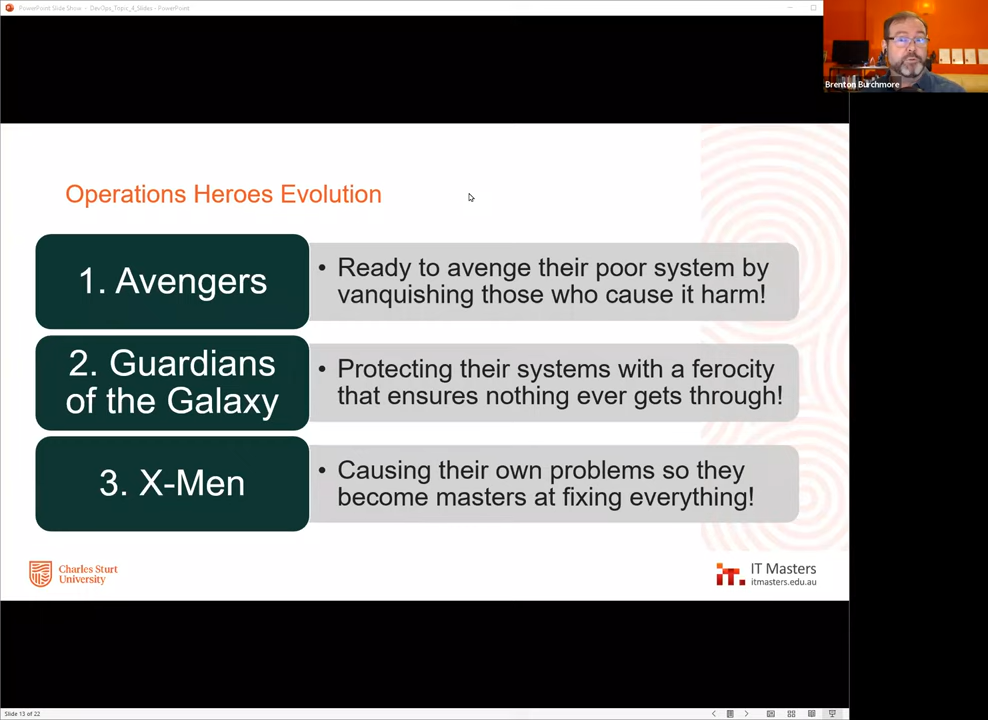 PowerPoint Slide Show - DevOps_Topic_4_Slides - PowerPoint
Brenton Burchmore
Operations Heroes Evolution
1. Avengers
• Ready to avenge their poor system by
vanquishing those who cause it harm!
2. Guardians
of the Galaxy
• Protecting their systems with a ferocity
that ensures nothing ever gets through!
3. X-Men
• Causing their own problems so they
become masters at fixing everything!
Charles Sturt
University
IT Masters
itmasters.edu.au
Slide 13 of 22